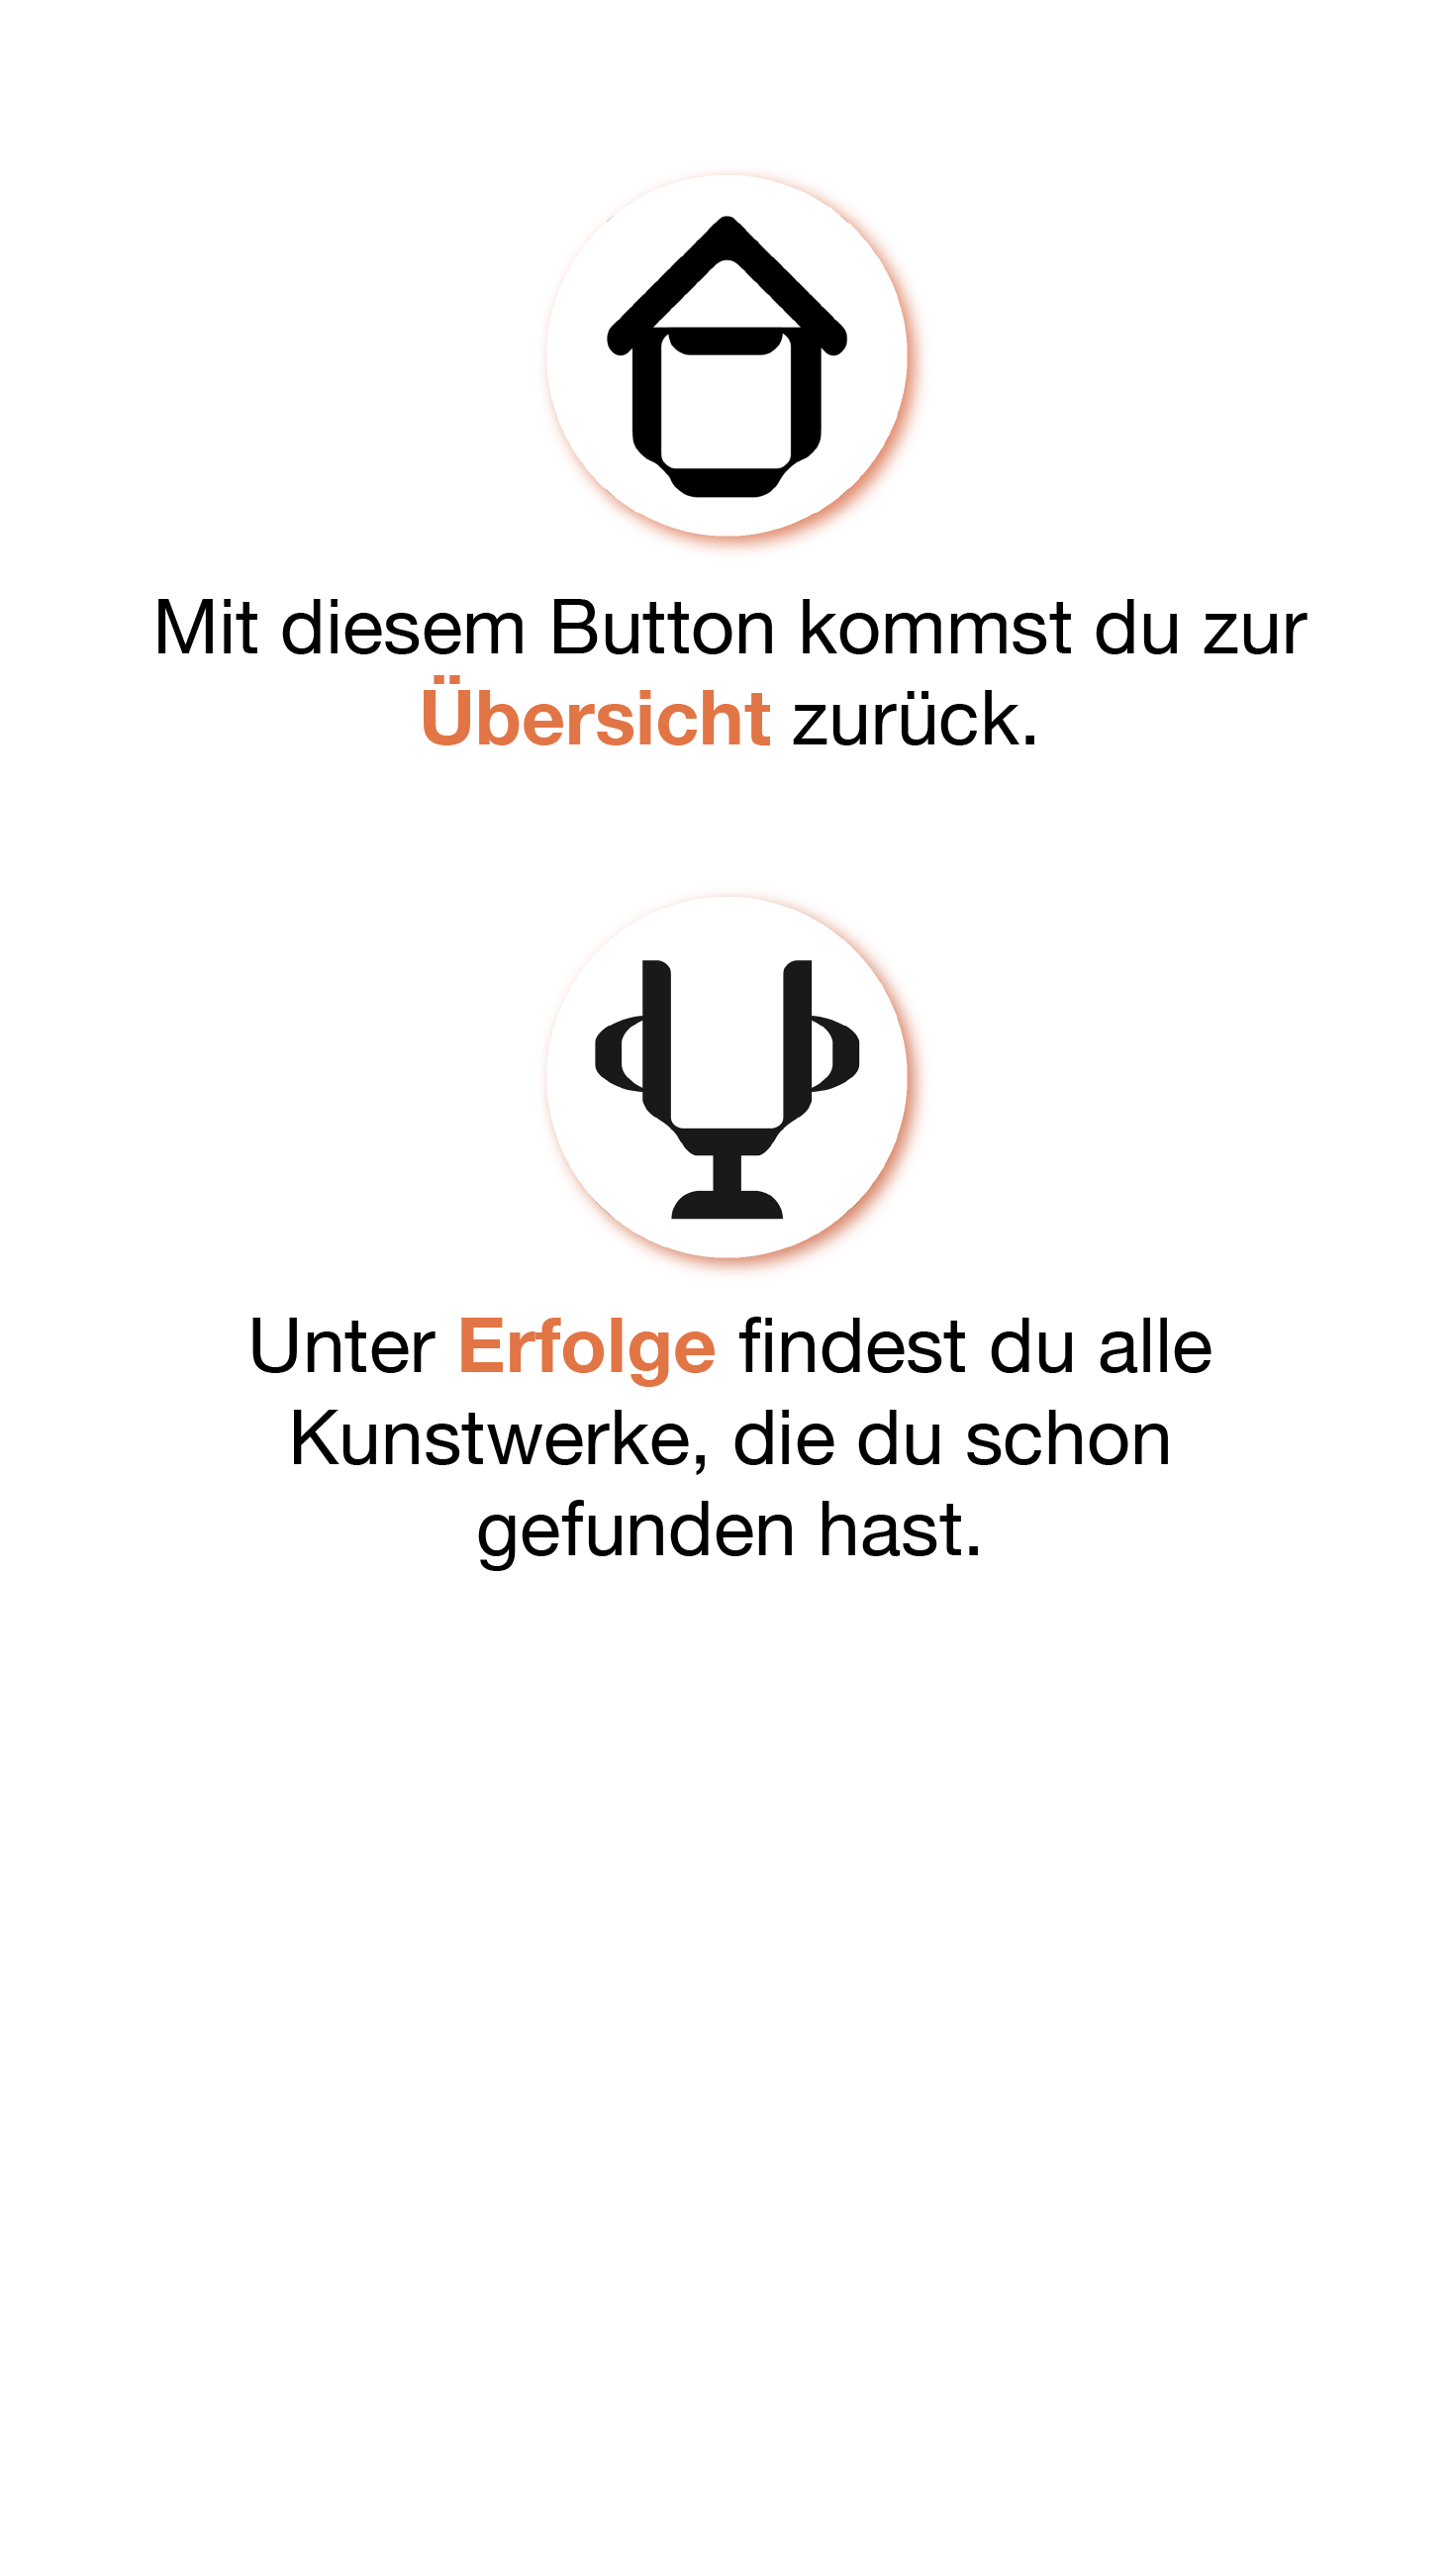 Mit diesem Button kommst du zur
Übersicht zurück.
Unter Erfolge findest du alle
Kunstwerke, die du schon
gefunden hast.